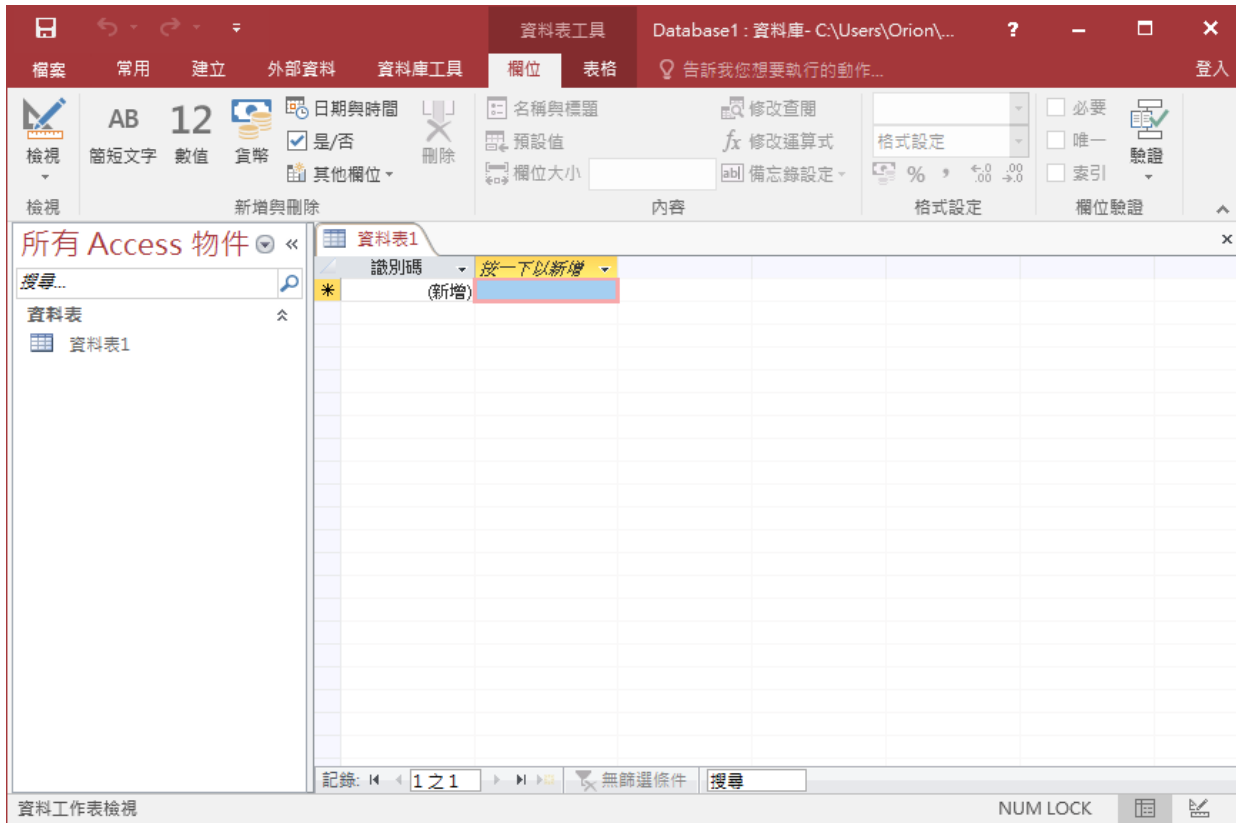 資料表工具 Database1 : 資料庫- C:\Users\Orion\... ?
檔案 常用 建立 外部資料 資料庫工具 欄位 表格 告訴我您想要執行的動作... 登入
檢視
AB
簡短文字
12
數值
貨幣
日期與時間
是/否
其他欄位
刪除
名稱與標題
預設值
欄位大小
修改查閱
fx 修改運算式
ab 備忘錄設定
格式設定
% , .00 .0 .00
必要
唯一
索引
驗證
檢視 新增與刪除 內容 格式設定 欄位驗證
所有 Access 物件 «
搜尋...
資料表
資料表1
資料表1
識別碼 按一下以新增
* (新增)
記錄: 1 之 1 無篩選條件 搜尋
資料工作表檢視 NUM LOCK